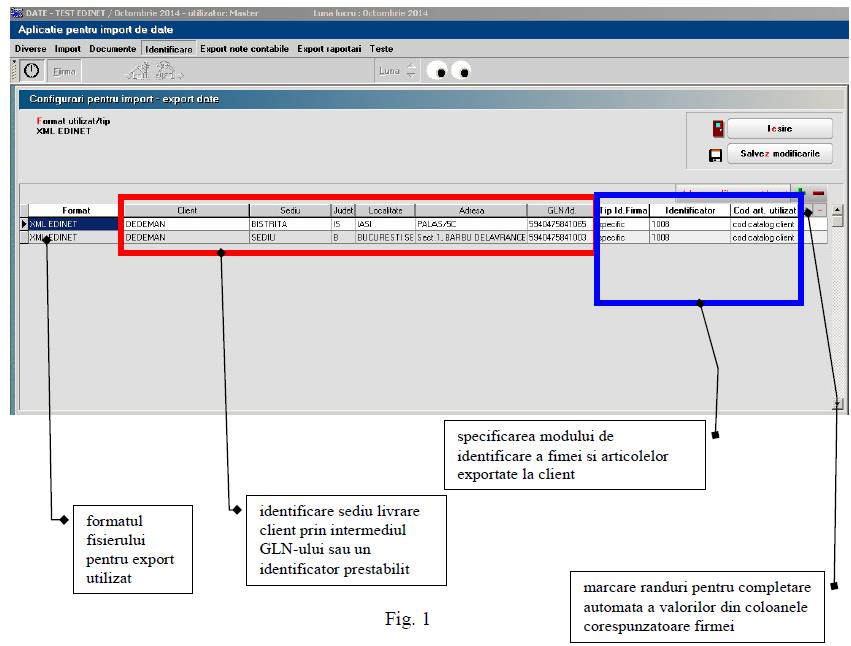 DATE - TEST EDINET / Octombrie 2014 - utilizator: Master Luna lucru : Octombrie 2014
Aplicatie pentru import de date
Diverse Import Documente Identificare Export note contabile Export raportari Teste
Firma Luna
Configurari pentru import - export date
Format utilizat/tip
XML EDINET
Iesire
Salvez modificarile
Format Client Sediu Judet Localitate Adresa GLN/Id. Tip Id.Firma Identificator Cod art. utilizat
XML EDINET DEDEMAN BISTRITA IS IASI PALAS/5C 5940475841065 specific 1008 cod catalog client
XML EDINET DEDEMAN SEDIU B BUCURESTI SE Sect.1, BARBU DELAVRANCE 5940475841003 specific 1008 cod catalog client
specificarea modului de
identificare a fimei si articolelor
exportate la client
formatul
fisierului
pentru export
utilizat
identificare sediu livrare
client prin intermediul
GLN-ului sau un
identificator prestabilit
marcare randuri pentru completare
automata a valorilor din coloanele
corespunzatoare firmei
Fig. 1